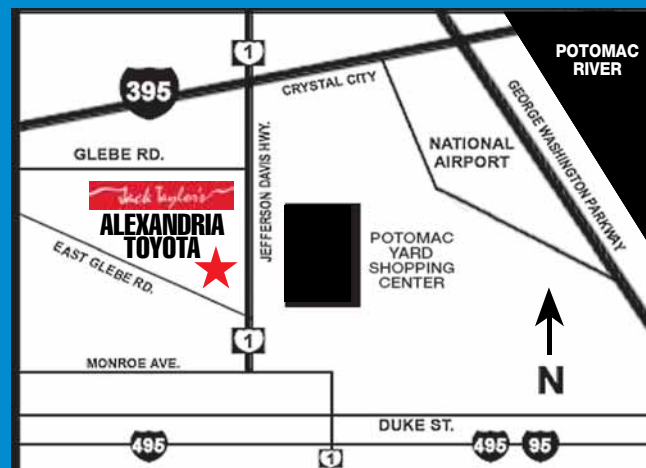 1
POTOMAC
RIVER
395
CRYSTAL CITY
GEORGE WASHINGTON PARKWAY
GLEBE RD.
NATIONAL
AIRPORT
JEFFERSON DAVIS HWY.
Jack Taylor's
ALEXANDRIA
TOYOTA
EAST GLEBE RD.
POTOMAC
YARD
SHOPPING
CENTER
1
MONROE AVE.
N
DUKE ST.
495
1
495
95